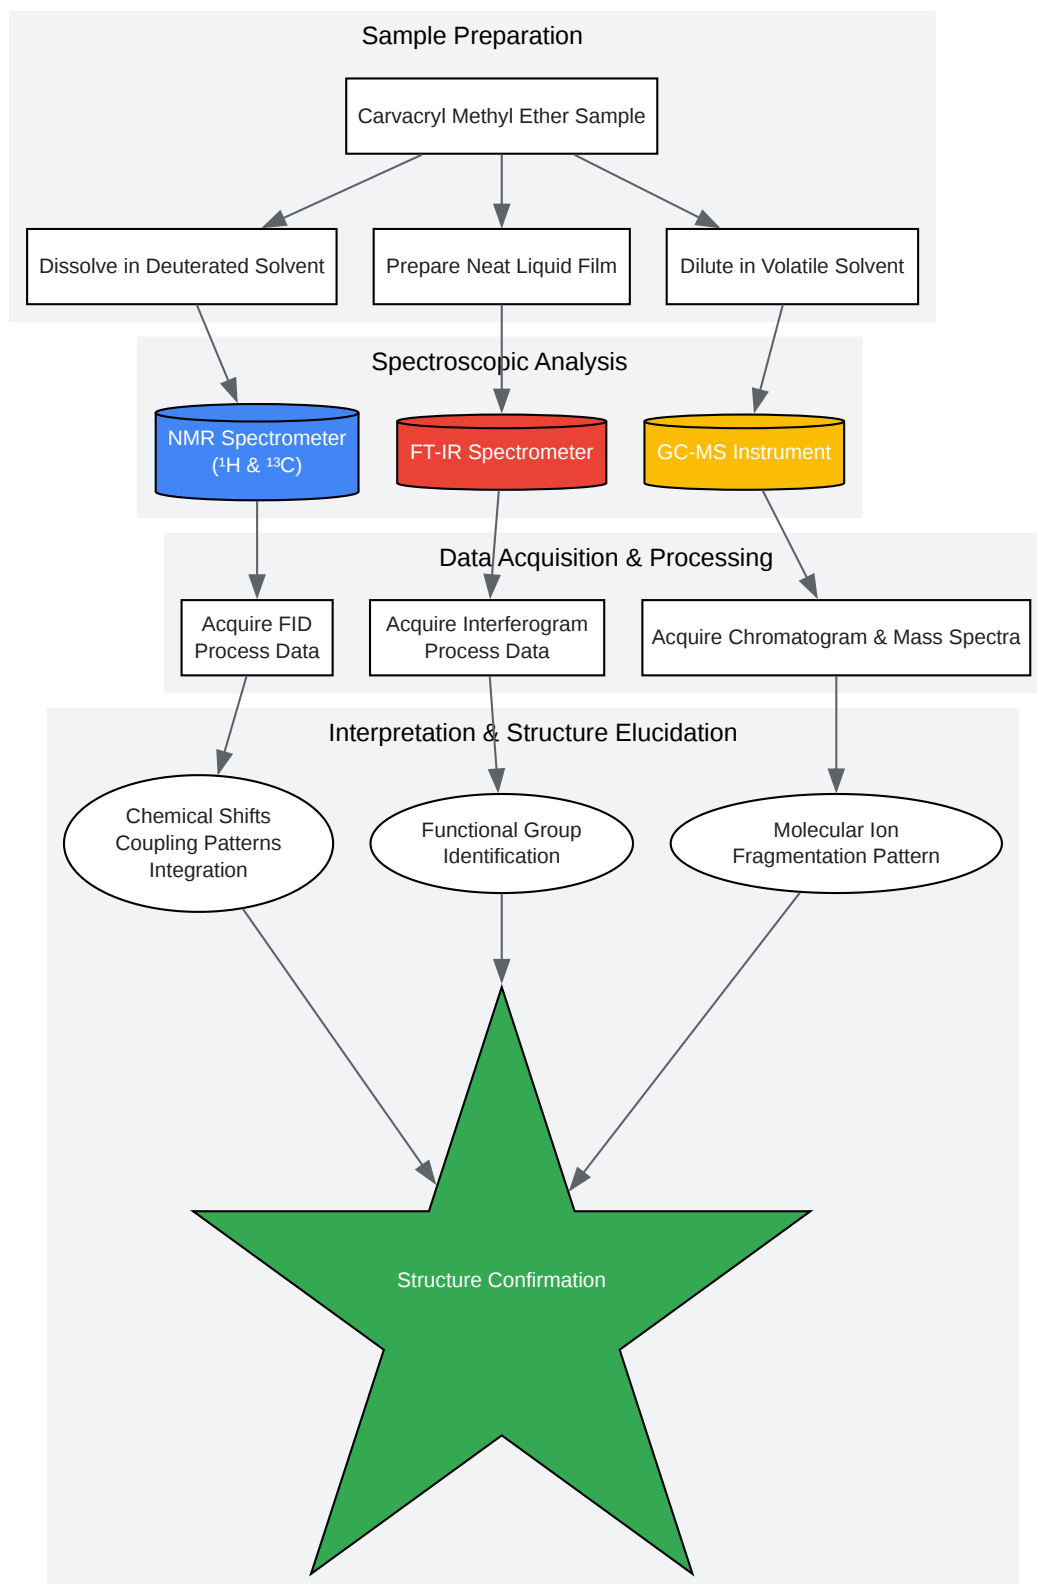 Sample Preparation
Carvacryl Methyl Ether Sample
Dissolve in Deuterated Solvent
Prepare Neat Liquid Film
Dilute in Volatile Solvent
Spectroscopic Analysis
NMR Spectrometer
(¹H & ¹³C)
FT-IR Spectrometer
GC-MS Instrument
Data Acquisition & Processing
Acquire FID
Process Data
Acquire Interferogram
Process Data
Acquire Chromatogram & Mass Spectra
Interpretation & Structure Elucidation
Chemical Shifts
Coupling Patterns
Integration
Functional Group
Identification
Molecular Ion
Fragmentation Pattern
Structure Confirmation